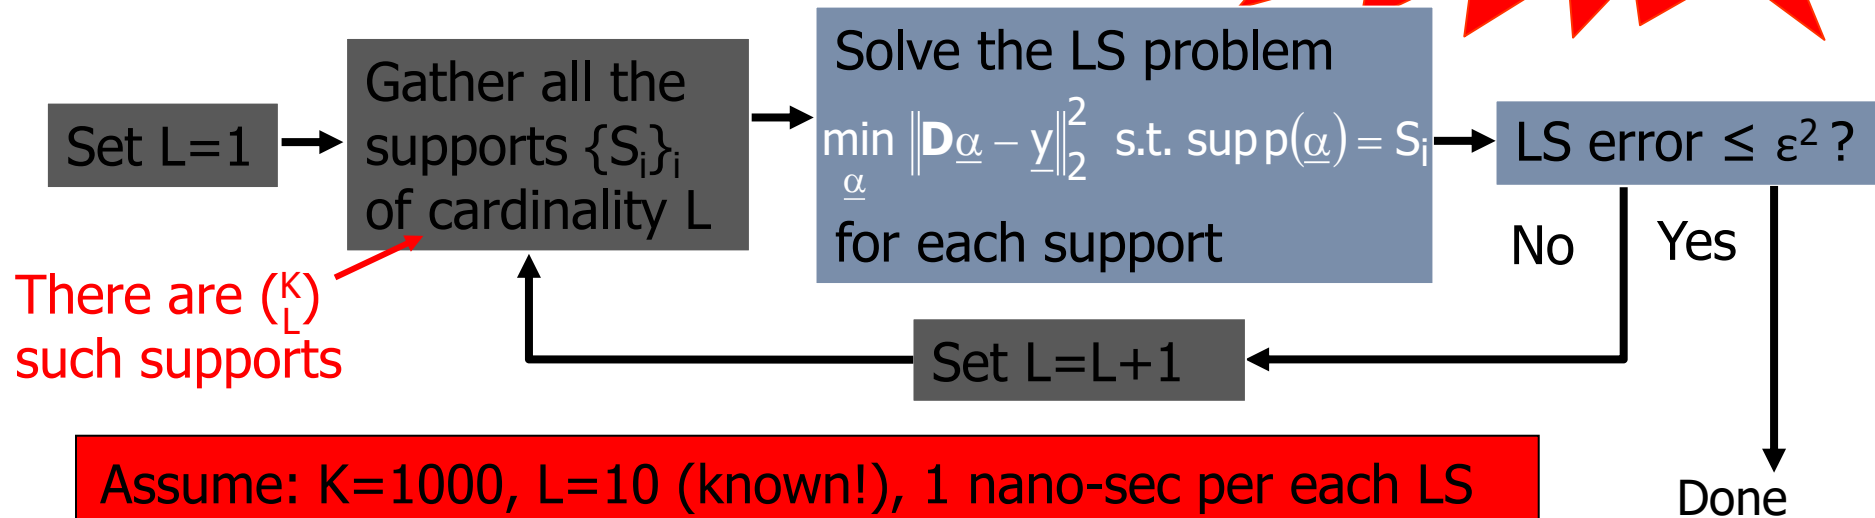 Set L=1
Gather all the
supports {Sᵢ}ᵢ
of cardinality L
There are (ᴷ_L)
such supports
Solve the LS problem
min_α ‖Dα − y‖₂² s.t. supp(α) = Sᵢ
for each support
LS error ≤ ε² ?
No
Yes
Set L=L+1
Done
Assume: K=1000, L=10 (known!), 1 nano-sec per each LS